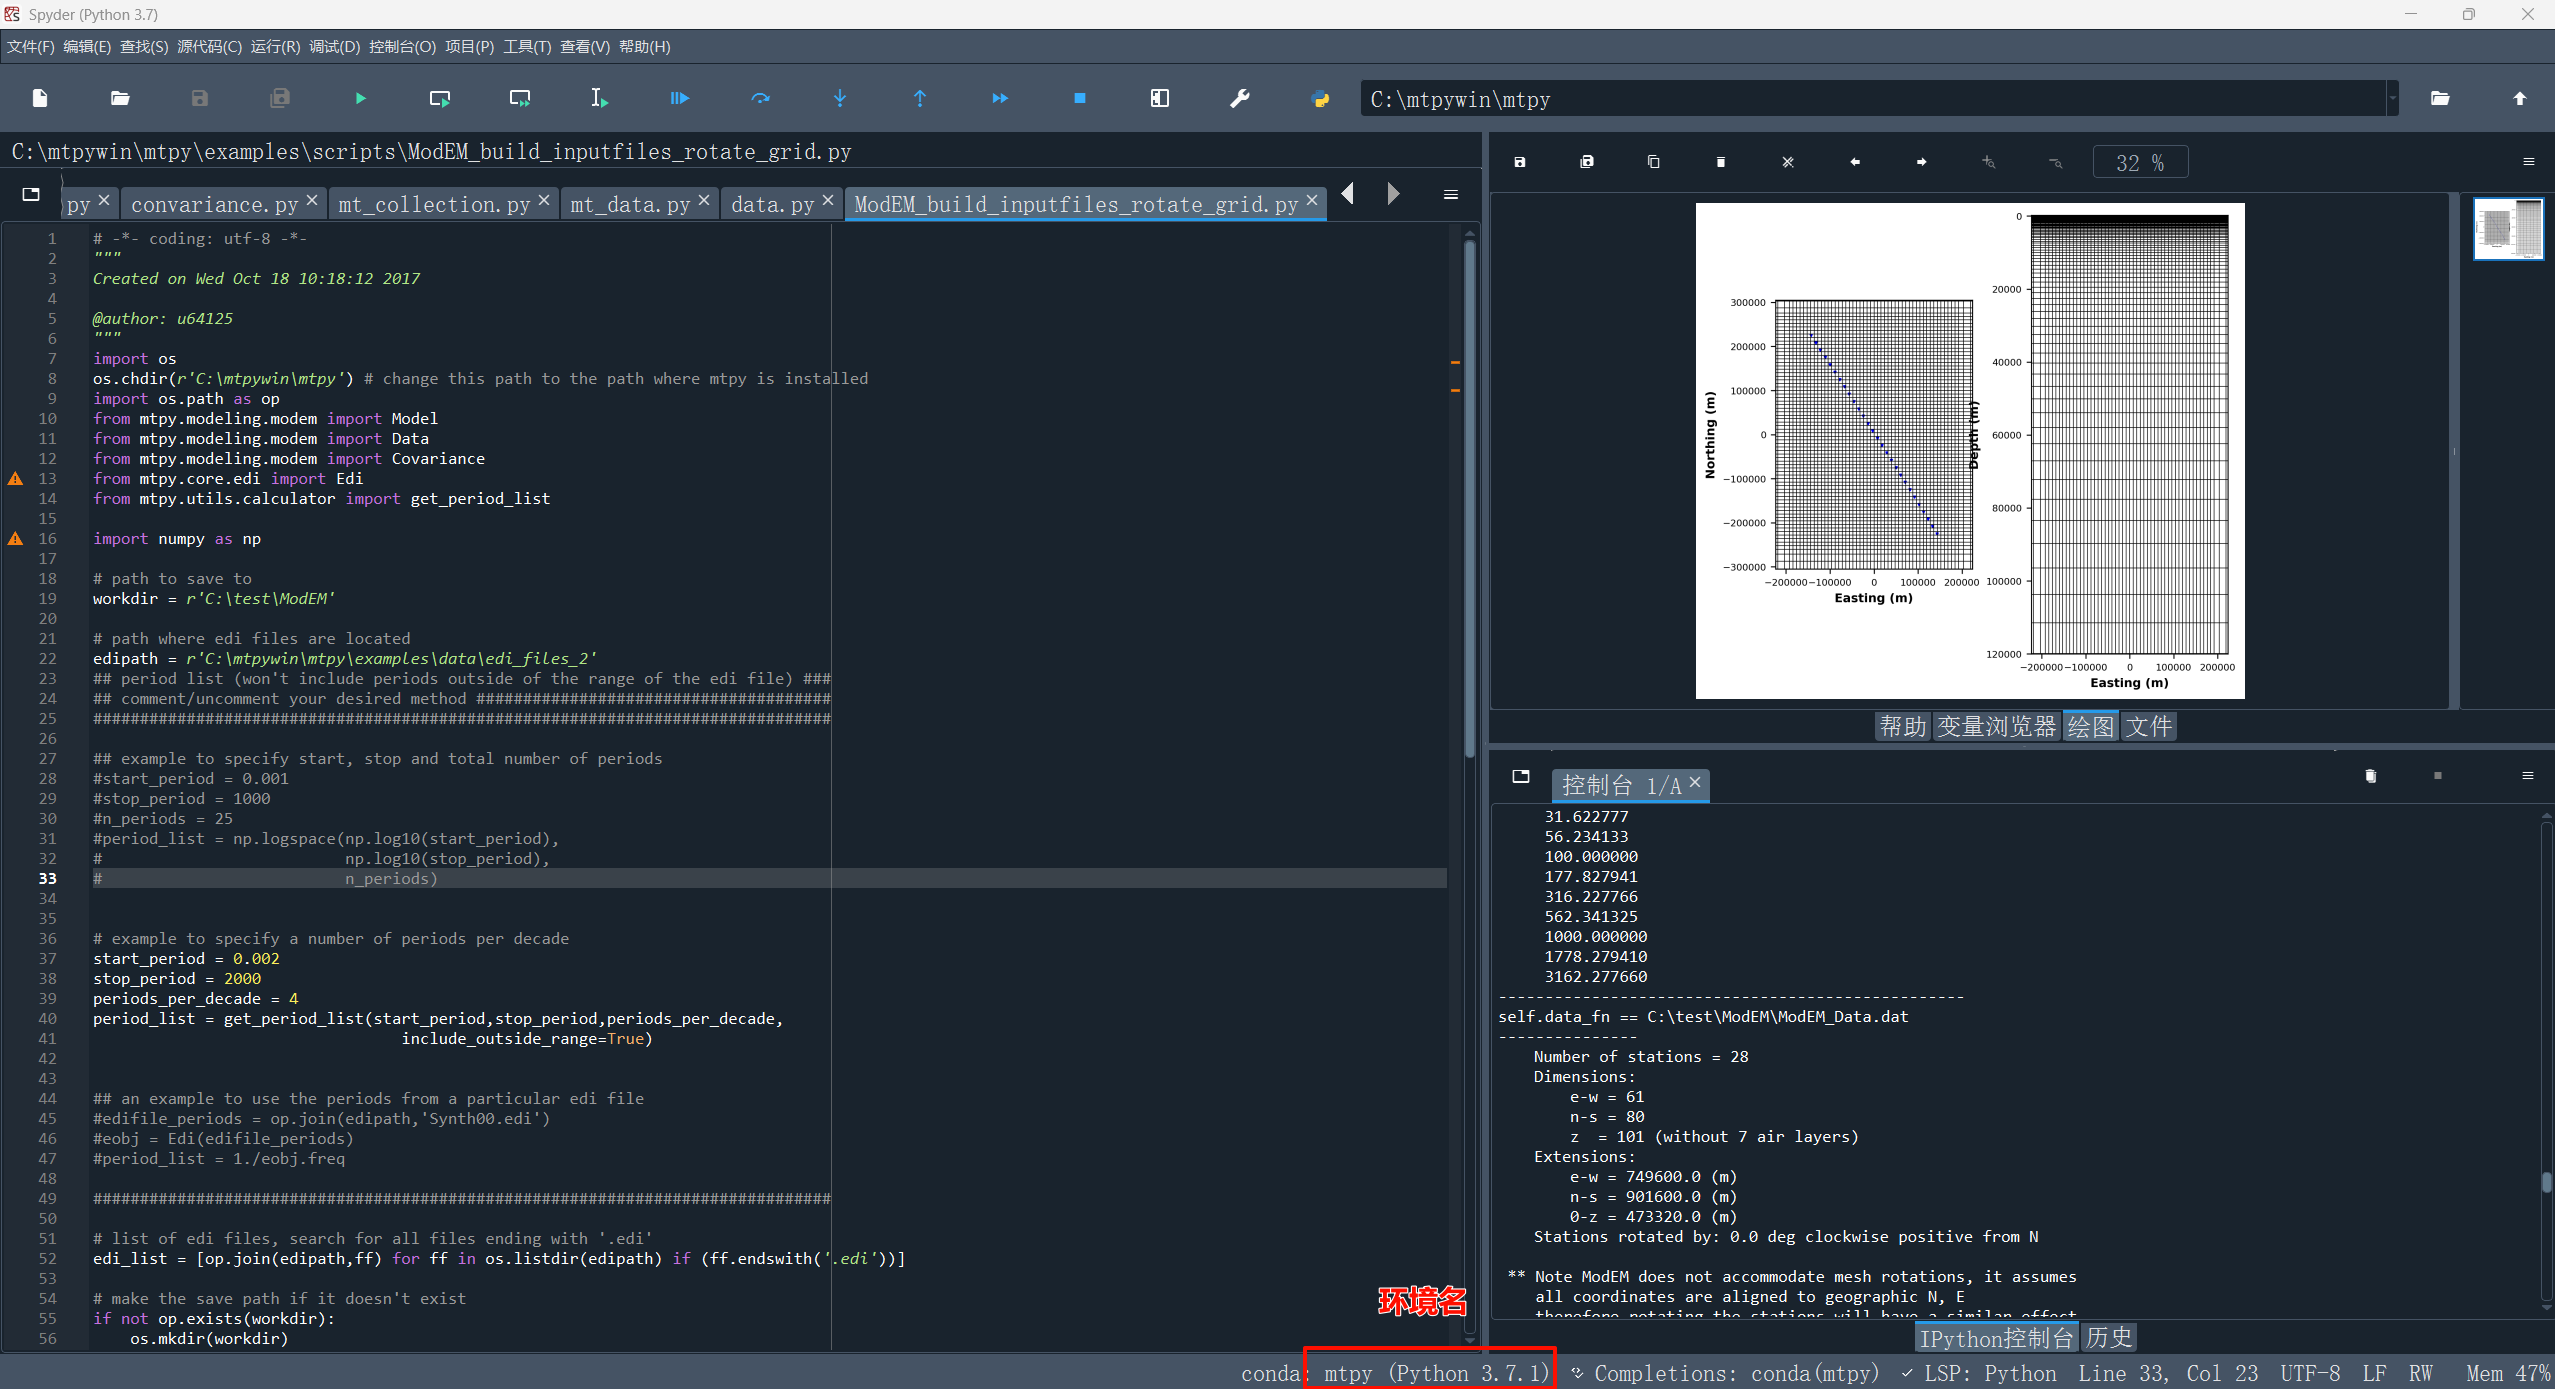 Spyder (Python 3.7)
文件(F) 编辑(E) 查找(S) 源代码(C) 运行(R) 调试(D) 控制台(O) 项目(P) 工具(T) 查看(V) 帮助(H)
C:\mtpywin\mtpy
C:\mtpywin\mtpy\examples\scripts\ModEM_build_inputfiles_rotate_grid.py
py convariance.py mt_collection.py mt_data.py data.py ModEM_build_inputfiles_rotate_grid.py
1 # -*- coding: utf-8 -*-
2 """
3 Created on Wed Oct 18 10:18:12 2017
4
5 @author: u64125
6 """
7 import os
8 os.chdir(r'C:\mtpywin\mtpy') # change this path to the path where mtpy is installed
9 import os.path as op
10 from mtpy.modeling.modem import Model
11 from mtpy.modeling.modem import Data
12 from mtpy.modeling.modem import Covariance
13 from mtpy.core.edi import Edi
14 from mtpy.utils.calculator import get_period_list
15
16 import numpy as np
17
18 # path to save to
19 workdir = r'C:\test\ModEM'
20
21 # path where edi files are located
22 edipath = r'C:\mtpywin\mtpy\examples\data\edi_files_2'
23 ## period list (won't include periods outside of the range of the edi file) ###
24 ## comment/uncomment your desired method ######################################
25 ###############################################################################
26
27 ## example to specify start, stop and total number of periods
28 #start_period = 0.001
29 #stop_period = 1000
30 #n_periods = 25
31 #period_list = np.logspace(np.log10(start_period),
32 #                          np.log10(stop_period),
33 #                          n_periods)
34
35
36 # example to specify a number of periods per decade
37 start_period = 0.002
38 stop_period = 2000
39 periods_per_decade = 4
40 period_list = get_period_list(start_period,stop_period,periods_per_decade,
41                                  include_outside_range=True)
42
43
44 ## an example to use the periods from a particular edi file
45 #edifile_periods = op.join(edipath,'Synth00.edi')
46 #eobj = Edi(edifile_periods)
47 #period_list = 1./eobj.freq
48
49 ###############################################################################
50
51 # list of edi files, search for all files ending with '.edi'
52 edi_list = [op.join(edipath,ff) for ff in os.listdir(edipath) if (ff.endswith('.edi'))]
53
54 # make the save path if it doesn't exist
55 if not op.exists(workdir):
56     os.mkdir(workdir)
环境名
32 %
300000
200000
100000
0
−100000
−200000
−300000
Northing (m)
−200000 −100000 0 100000 200000
Easting (m)
0
20000
40000
60000
80000
100000
120000
Depth (m)
−200000 −100000 0 100000 200000
Easting (m)
帮助 变量浏览器 绘图 文件
控制台 1/A
31.622777
56.234133
100.000000
177.827941
316.227766
562.341325
1000.000000
1778.279410
3162.277660
--------------------------------------------------
self.data_fn == C:\test\ModEM\ModEM_Data.dat
---------------
Number of stations = 28
Dimensions:
e-w = 61
n-s = 80
z  = 101 (without 7 air layers)
Extensions:
e-w = 749600.0 (m)
n-s = 901600.0 (m)
0-z = 473320.0 (m)
Stations rotated by: 0.0 deg clockwise positive from N
** Note ModEM does not accommodate mesh rotations, it assumes
all coordinates are aligned to geographic N, E
therefore rotating the stations will have a similar effect
IPython控制台 历史
conda: mtpy (Python 3.7.1) Completions: conda(mtpy) LSP: Python Line 33, Col 23 UTF-8 LF RW Mem 47%